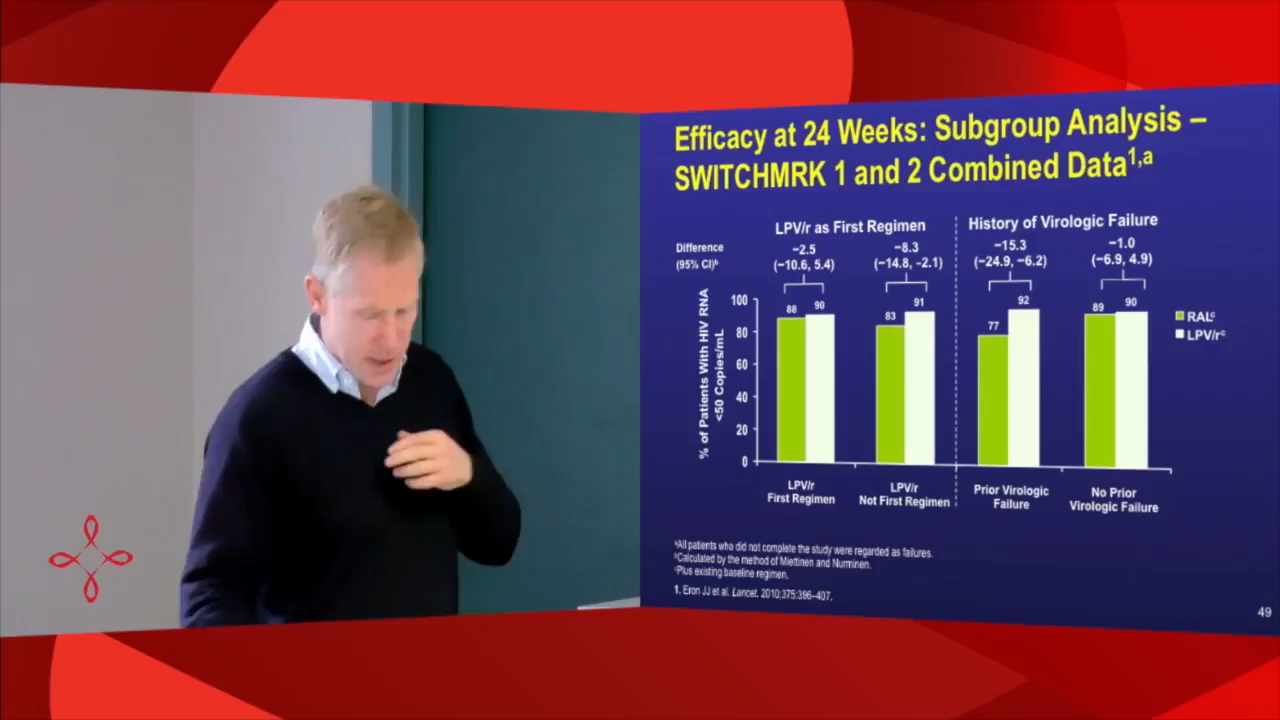 Efficacy at 24 Weeks: Subgroup Analysis –
SWITCHMRK 1 and 2 Combined Data1,a
LPV/r as First Regimen
History of Virologic Failure
Difference
(95% CI)b
−2.5
(−10.6, 5.4)
−8.3
(−14.8, -2.1)
−15.3
(−24.9, −6.2)
−1.0
(−6.9, 4.9)
% of Patients With HIV RNA
<50 Copies/mL
100
80
60
40
20
0
88
90
83
91
77
92
89
90
RALc
LPV/rc
LPV/r
First Regimen
LPV/r
Not First Regimen
Prior Virologic
Failure
No Prior
Virologic Failure
aAll patients who did not complete the study were regarded as failures.
bCalculated by the method of Miettinen and Nurminen.
cPlus existing baseline regimen.
1. Eron JJ et al. Lancet. 2010;375:396–407.
49